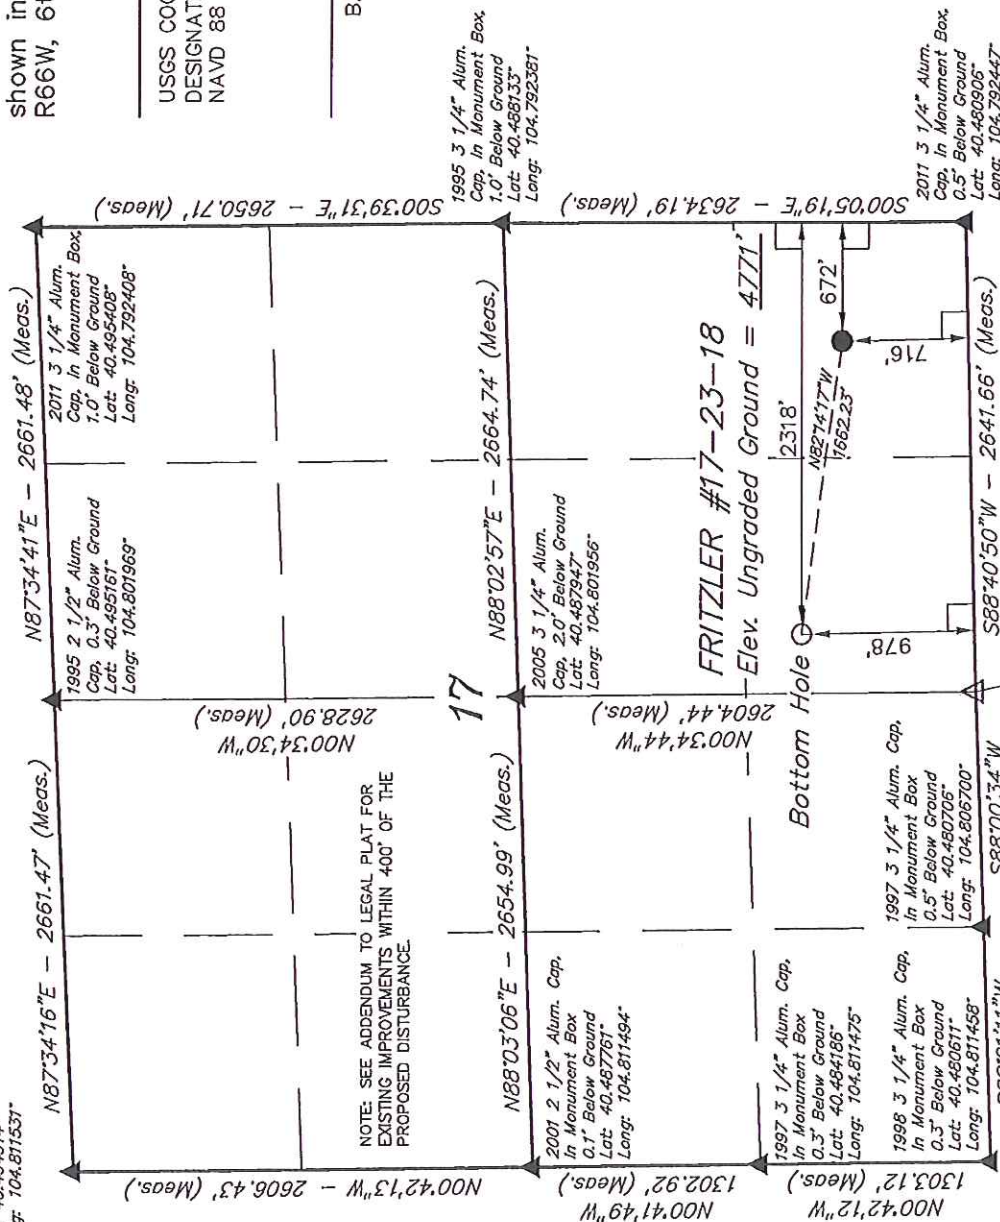 shown in
R66W, 6t
USGS COO
DESIGNAT
NAVD 88
B
g: 104.811531°
N87°34'16"E - 2661.47' (Meas.)
N87°34'41"E - 2661.48' (Meas.)
1995 2 1/2" Alum.
Cap, 0.3' Below Ground
Lat: 40.495161°
Long: 104.801969°
2011 3 1/4" Alum.
Cap, In Monument Box,
1.0' Below Ground
Lat: 40.495408°
Long: 104.792408°
N00°42'13"W - 2606.43' (Meas.)
N00°34'30"W
2628.90' (Meas.)
S00°39'31"E - 2650.71' (Meas.)
NOTE: SEE ADDENDUM TO LEGAL PLAT FOR
EXISTING IMPROVEMENTS WITHIN 400' OF THE
PROPOSED DISTURBANCE.
17
1995 3 1/4" Alum.
Cap, In Monument Box,
1.0' Below Ground
Lat: 40.488133°
Long: 104.792381°
N88°03'06"E - 2654.99' (Meas.)
N88°02'57"E - 2664.74' (Meas.)
2001 2 1/2" Alum. Cap,
In Monument Box
0.1' Below Ground
Lat: 40.487761°
Long: 104.811494°
2005 3 1/4" Alum.
Cap, 2.0' Below Ground
Lat: 40.487947°
Long: 104.801956°
N00°41'49"W
1302.92' (Meas.)
N00°34'44"W
2604.44' (Meas.)
S00°05'19"E - 2634.19' (Meas.)
FRITZLER #17-23-18
Elev. Ungraded Ground = 4771'
2318'
672'
N82°14'17"W
1662.23'
Bottom Hole
978'
716'
1997 3 1/4" Alum. Cap,
In Monument Box
0.3' Below Ground
Lat: 40.484186°
Long: 104.811475°
1998 3 1/4" Alum. Cap,
In Monument Box
0.3' Below Ground
Lat: 40.480611°
Long: 104.811458°
1997 3 1/4" Alum. Cap,
In Monument Box
0.5' Below Ground
Lat: 40.480706°
Long: 104.806700°
2011 3 1/4" Alum.
Cap, In Monument Box,
0.5' Below Ground
Lat: 40.480906°
Long: 104.792447°
N00°42'12"W
1303.12' (Meas.)
S88°00'34"W
S88°40'50"W - 2641.66' (Meas.)